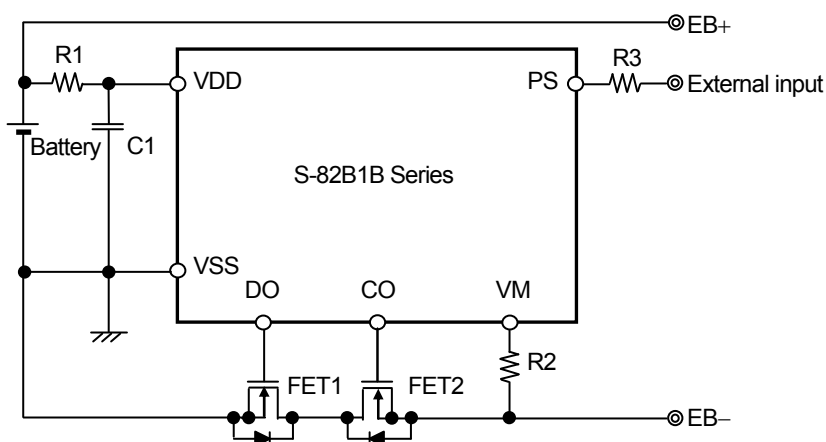 EB+
R1
R3
VDD
PS
External input
Battery
C1
S-82B1B Series
VSS
DO
CO
VM
R2
FET1
FET2
EB−